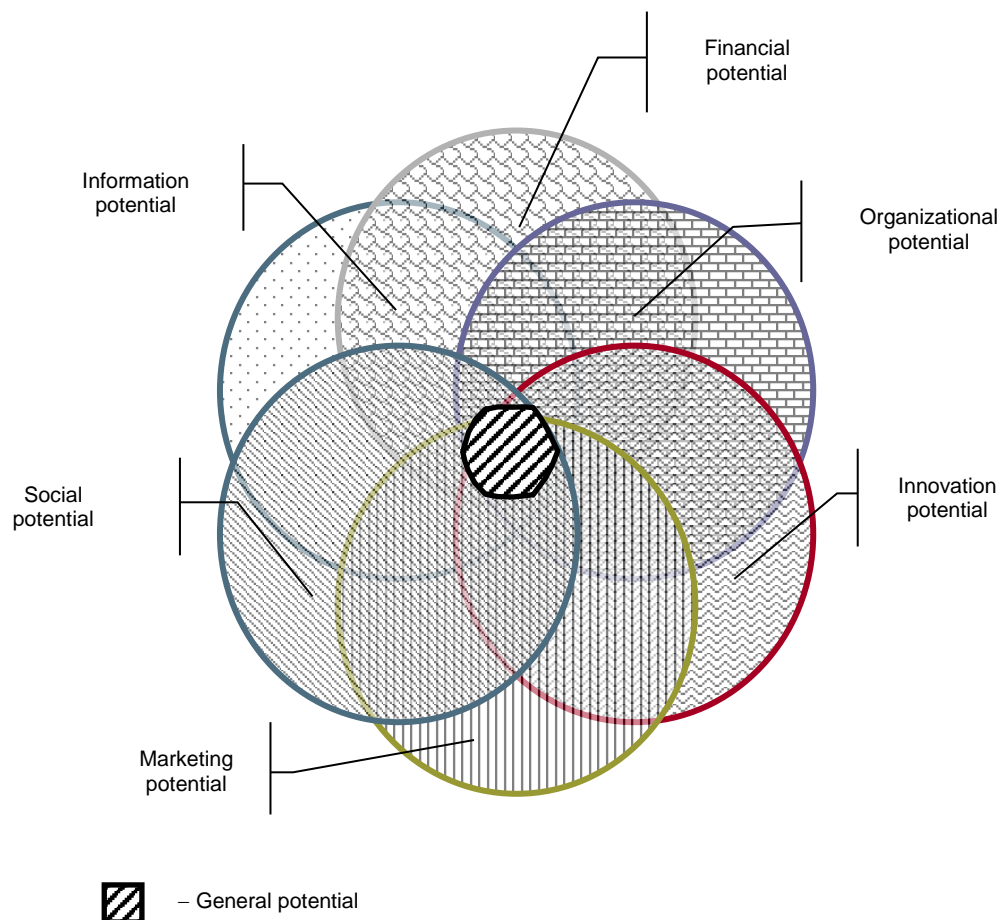 Financial
potential
Information
potential
Organizational
potential
Social
potential
Innovation
potential
Marketing
potential
– General potential